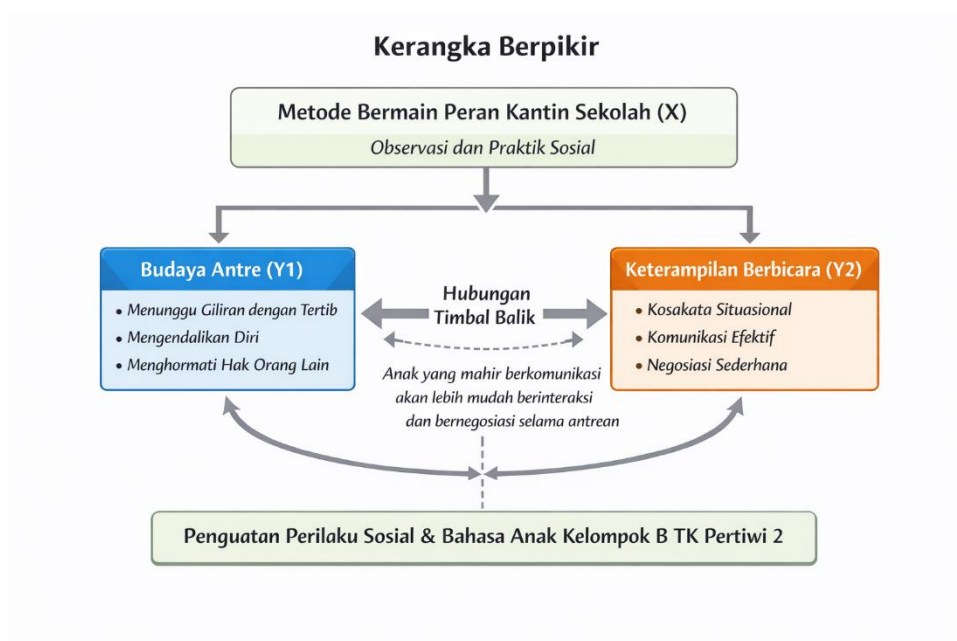 Kerangka Berpikir
Metode Bermain Peran Kantin Sekolah (X)
Observasi dan Praktik Sosial
Budaya Antre (Y1)
• Menunggu Giliran dengan Tertib
• Mengendalikan Diri
• Menghormati Hak Orang Lain
Hubungan
Timbal Balik
Anak yang mahir berkomunikasi
akan lebih mudah berinteraksi
dan bernegosiasi selama antrean
Keterampilan Berbicara (Y2)
• Kosakata Situasional
• Komunikasi Efektif
• Negosiasi Sederhana
Penguatan Perilaku Sosial & Bahasa Anak Kelompok B TK Pertiwi 2